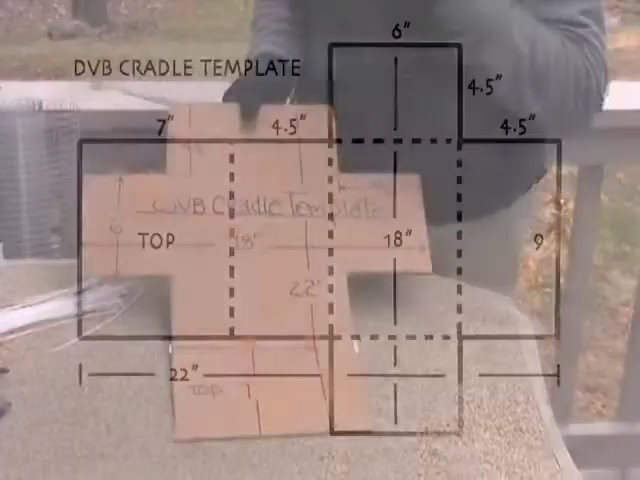 6"
DVB CRADLE TEMPLATE
4.5"
7" 4.5" 4.5"
DVB Cradle Template
6
TOP 18" 18" 9
22"
22"
TOP 7